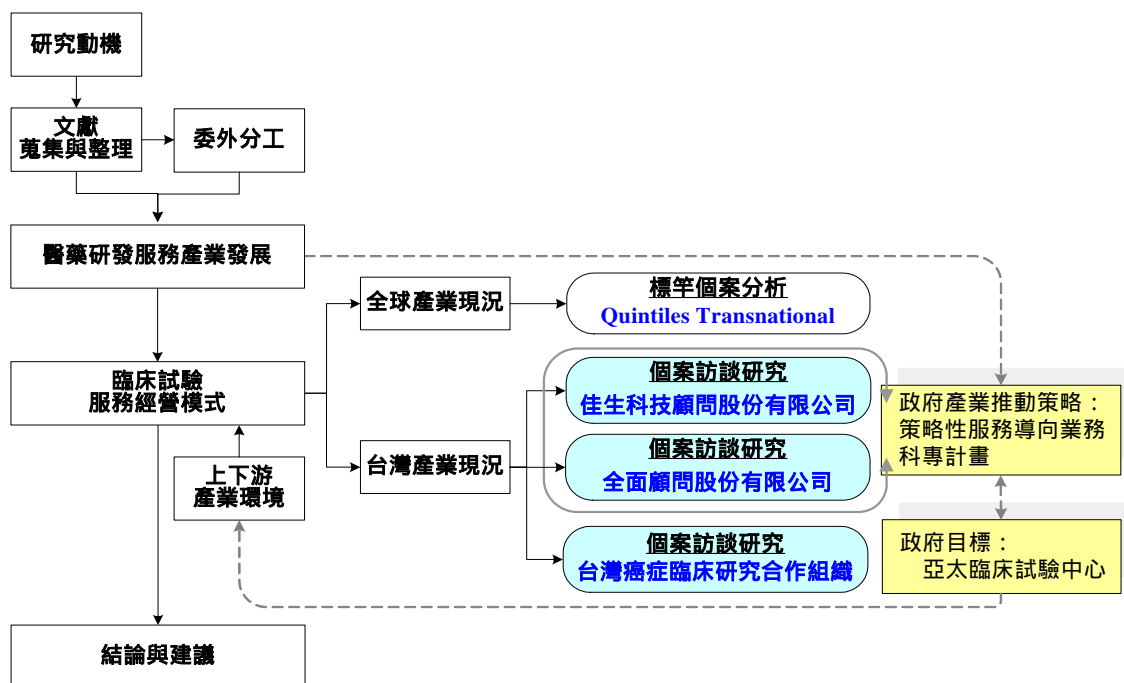 研究動機
文獻
蒐集與整理
委外分工
醫藥研發服務產業發展
全球產業現況
標竿個案分析
Quintiles Transnational
臨床試驗
服務經營模式
個案訪談研究
佳生科技顧問股份有限公司
政府產業推動策略：
策略性服務導向業務
科專計畫
台灣產業現況
個案訪談研究
全面顧問股份有限公司
上下游
產業環境
個案訪談研究
台灣癌症臨床研究合作組織
政府目標：
亞太臨床試驗中心
結論與建議